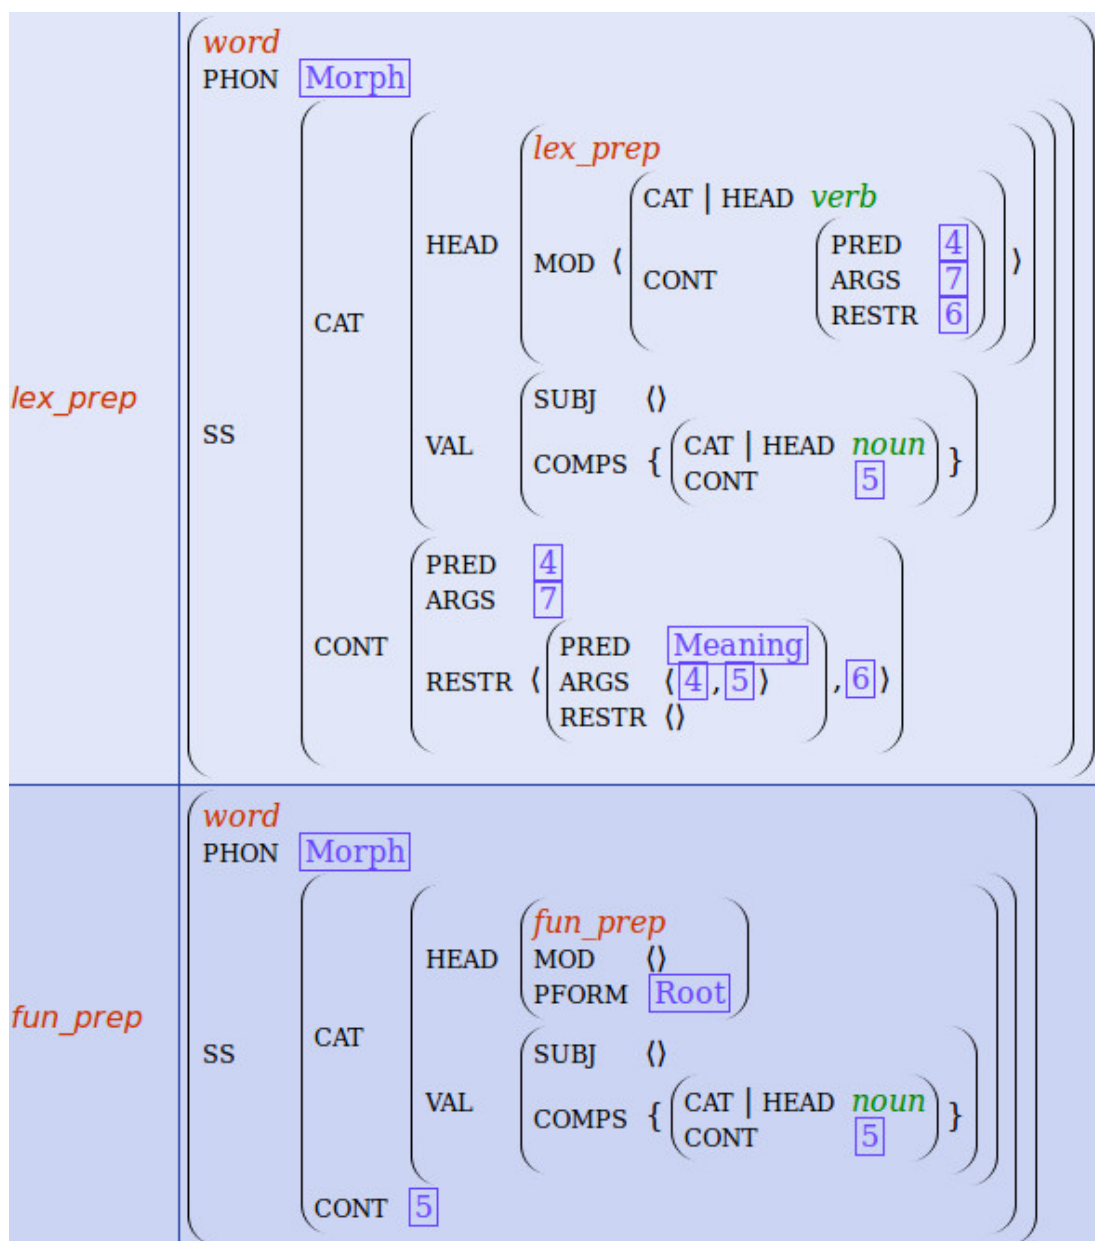 word
PHON Morph
lex_prep
CAT | HEAD verb
PRED 4
HEAD
MOD ⟨ CONT ARGS 7 ⟩
RESTR 6
CAT
lex_prep
SUBJ ⟨⟩
SS
VAL
CAT | HEAD noun
COMPS { CONT 5 }
PRED 4
ARGS 7
CONT
PRED Meaning
RESTR ⟨ ARGS ⟨ 4 , 5 ⟩ , 6 ⟩
RESTR ⟨⟩
word
PHON Morph
fun_prep
HEAD MOD ⟨⟩
PFORM Root
fun_prep
CAT
SS
SUBJ ⟨⟩
VAL
CAT | HEAD noun
COMPS { CONT 5 }
CONT 5